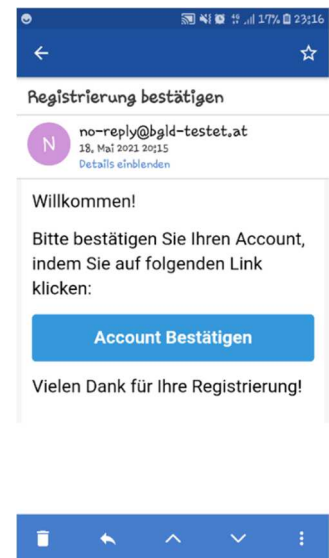 17% 23:16
Registrierung bestätigen
N
no-reply@bgld-testet.at
18. Mai 2021 20:15
Details einblenden
Willkommen!
Bitte bestätigen Sie Ihren Account,
indem Sie auf folgenden Link
klicken:
Account Bestätigen
Vielen Dank für Ihre Registrierung!